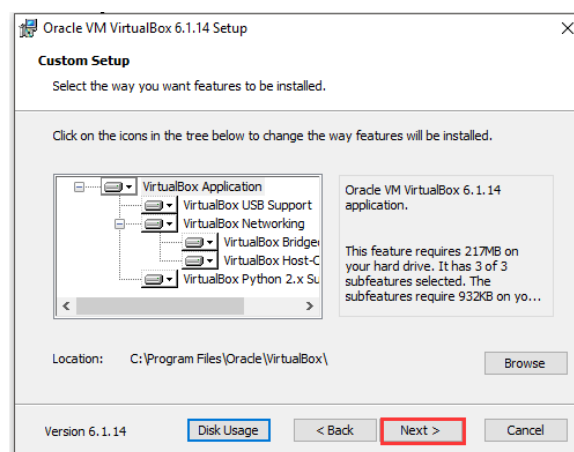 Oracle VM VirtualBox 6.1.14 Setup
Custom Setup
Select the way you want features to be installed.
Click on the icons in the tree below to change the way features will be installed.
VirtualBox Application
VirtualBox USB Support
VirtualBox Networking
VirtualBox Bridge
VirtualBox Host-C
VirtualBox Python 2.x Su
Oracle VM VirtualBox 6.1.14
application.
This feature requires 217MB on
your hard drive. It has 3 of 3
subfeatures selected. The
subfeatures require 932KB on yo...
Location: C:\Program Files\Oracle\VirtualBox\
Browse
Version 6.1.14
Disk Usage
< Back
Next >
Cancel